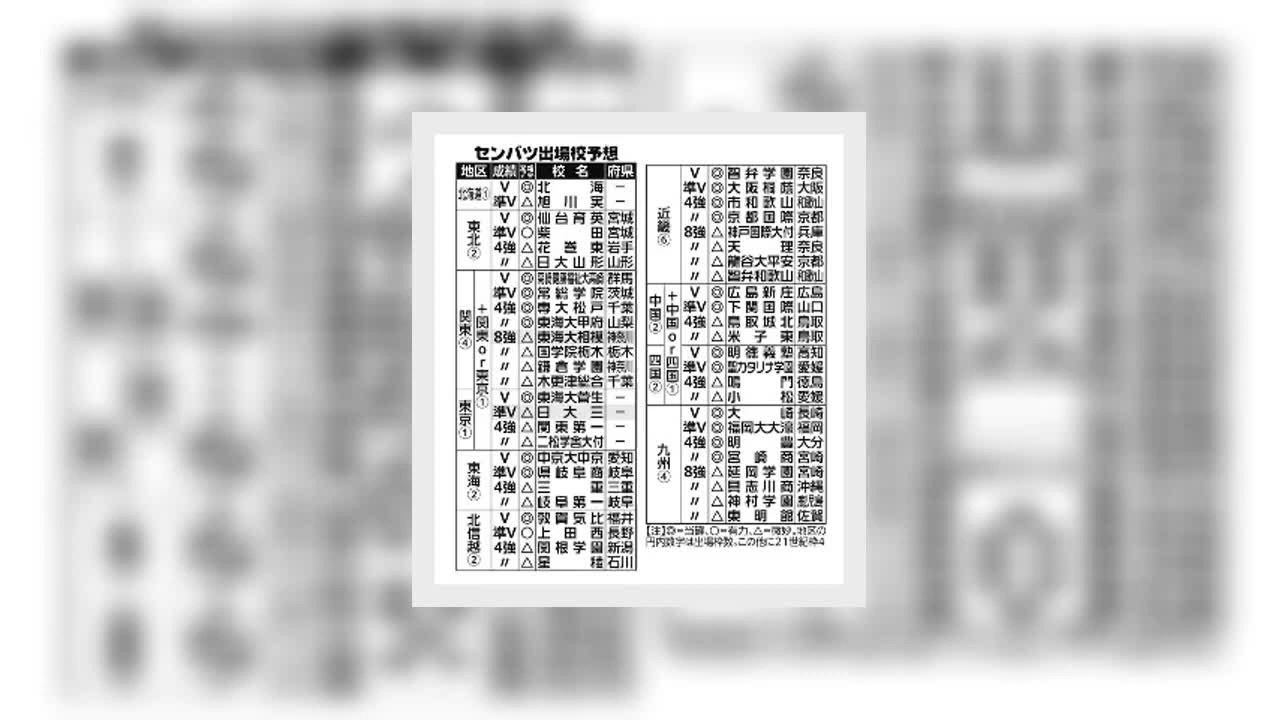 センバツ出場校予想
地区 成績 予想 校名 府県
北海道① V ◎ 北海 ー
準V △ 旭川実 ー
東北② V ◎ 仙台育英 宮城
準V ○ 柴田 宮城
4強 △ 花巻東 岩手
〃 △ 日大山形 山形
関東④ +関東or東京① V ◎ 高崎健康福祉大高崎 群馬
準V ◎ 常総学院 茨城
4強 ◎ 専大松戸 千葉
〃 ◎ 東海大甲府 山梨
8強 △ 東海大相模 神奈川
〃 △ 国学院栃木 栃木
〃 △ 鎌倉学園 神奈川
〃 △ 木更津総合 千葉
東京① V ◎ 東海大菅生 ー
準V △ 日大三 ー
4強 △ 関東第一 ー
〃 △ 二松学舎大付 ー
東海② V ◎ 中京大中京 愛知
準V ◎ 県岐阜商 岐阜
4強 △ 三重 三重
〃 △ 岐阜第一 岐阜
北信越② V ◎ 敦賀気比 福井
準V ○ 上田西 長野
4強 △ 関根学園 新潟
〃 △ 星稜 石川
近畿⑥ V ◎ 智弁学園 奈良
準V ◎ 大阪桐蔭 大阪
4強 ◎ 市和歌山 和歌山
〃 ◎ 京都国際 京都
8強 △ 神戸国際大付 兵庫
〃 △ 天理 奈良
〃 △ 龍谷大平安 京都
〃 △ 智弁和歌山 和歌山
中国② +中国or四国① V ◎ 広島新庄 広島
準V ◎ 下関国際 山口
4強 △ 鳥取城北 鳥取
〃 △ 米子東 鳥取
四国② V ◎ 明徳義塾 高知
準V ◎ 聖カタリナ学園 愛媛
4強 △ 鳴門 徳島
〃 △ 小松 愛媛
九州④ V ◎ 大崎 長崎
準V ◎ 福岡大大濠 福岡
4強 ◎ 明豊 大分
〃 ◎ 宮崎商 宮崎
8強 △ 延岡学園 宮崎
〃 △ 具志川商 沖縄
〃 △ 神村学園 鹿児島
〃 △ 東明館 佐賀
【注】◎=当確、○=有力、△=微妙。地区の
円内数字は出場枠数、この他に21世紀枠4